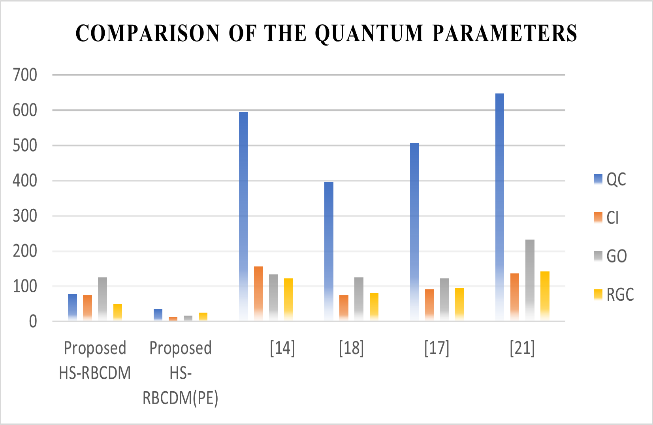 COMPARISON OF THE QUANTUM PARAMETERS
700
600
500
400
300
200
100
0
QC
CI
GO
RGC
Proposed
HS-RBCDM
Proposed
HS-
RBCDM(PE)
[14]
[18]
[17]
[21]